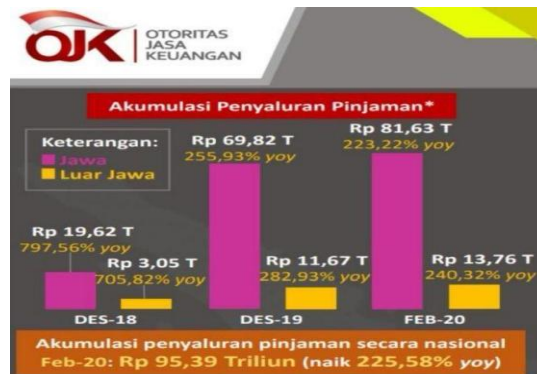 OJK
OTORITAS
JASA
KEUANGAN
Akumulasi Penyaluran Pinjaman*
Keterangan:
Jawa
Luar Jawa
Rp 19,62 T
797,56% yoy
Rp 3,05 T
705,82% yoy
Rp 69,82 T
255,93% yoy
Rp 11,67 T
282,93% yoy
Rp 81,63 T
223,22% yoy
Rp 13,76 T
240,32% yoy
DES-18
DES-19
FEB-20
Akumulasi penyaluran pinjaman secara nasional
Feb-20: Rp 95,39 Triliun (naik 225,58% yoy)